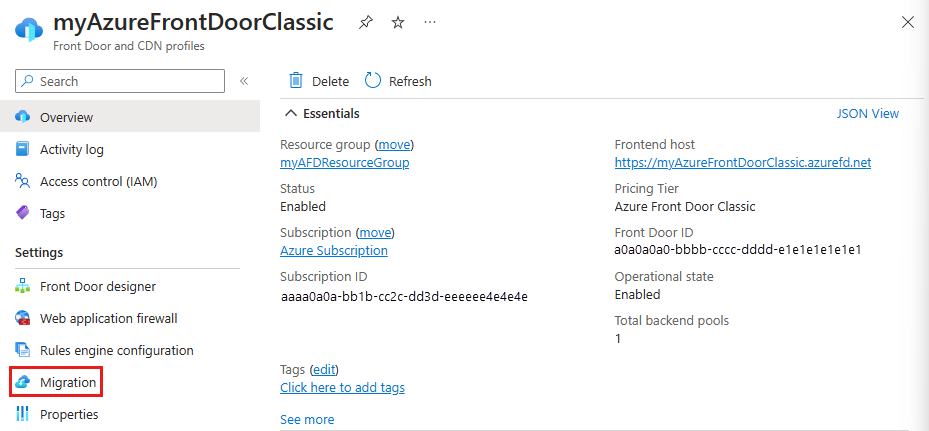 myAzureFrontDoorClassic
Front Door and CDN profiles
Search
Overview
Activity log
Access control (IAM)
Tags
Settings
Front Door designer
Web application firewall
Rules engine configuration
Migration
Properties
Delete
Refresh
Essentials
JSON View
Resource group (move)
myAFDResourceGroup
Status
Enabled
Subscription (move)
Azure Subscription
Subscription ID
aaaa0a0a-bb1b-cc2c-dd3d-eeeeee4e4e4e
Frontend host
https://myAzureFrontDoorClassic.azurefd.net
Pricing Tier
Azure Front Door Classic
Front Door ID
a0a0a0a0-bbbb-cccc-dddd-e1e1e1e1e1e1
Operational state
Enabled
Total backend pools
1
Tags (edit)
Click here to add tags
See more